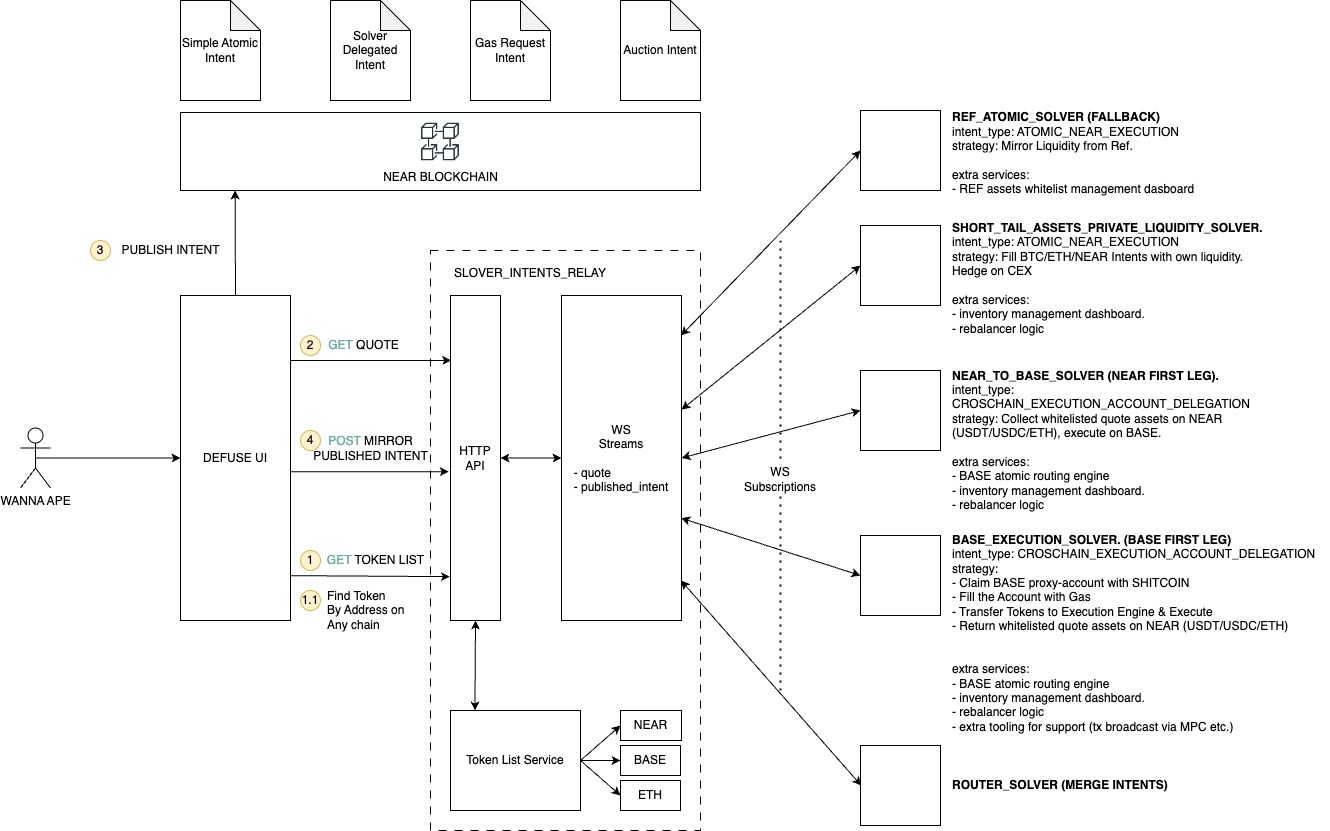 Simple Atomic
Intent
Solver
Delegated
Intent
Gas Request
Intent
Auction Intent
NEAR BLOCKCHAIN
3
PUBLISH INTENT
SLOVER_INTENTS_RELAY
WANNA APE
DEFUSE UI
2
GET QUOTE
4
POST MIRROR
PUBLISHED INTENT
1
GET TOKEN LIST
1.1
Find Token
By Address on
Any chain
HTTP
API
WS
Streams
- quote
- published_intent
Token List Service
NEAR
BASE
ETH
WS
Subscriptions
REF_ATOMIC_SOLVER (FALLBACK)
intent_type: ATOMIC_NEAR_EXECUTION
strategy: Mirror Liquidity from Ref.
extra services:
- REF assets whitelist management dasboard
SHORT_TAIL_ASSETS_PRIVATE_LIQUIDITY_SOLVER.
intent_type: ATOMIC_NEAR_EXECUTION
strategy: Fill BTC/ETH/NEAR Intents with own liquidity.
Hedge on CEX
extra services:
- inventory management dashboard.
- rebalancer logic
NEAR_TO_BASE_SOLVER (NEAR FIRST LEG).
intent_type:
CROSCHAIN_EXECUTION_ACCOUNT_DELEGATION
strategy: Collect whitelisted quote assets on NEAR
(USDT/USDC/ETH), execute on BASE.
extra services:
- BASE atomic routing engine
- inventory management dashboard.
- rebalancer logic
BASE_EXECUTION_SOLVER. (BASE FIRST LEG)
intent_type: CROSCHAIN_EXECUTION_ACCOUNT_DELEGATION
strategy:
- Claim BASE proxy-account with SHITCOIN
- Fill the Account with Gas
- Transfer Tokens to Execution Engine & Execute
- Return whitelisted quote assets on NEAR (USDT/USDC/ETH)
extra services:
- BASE atomic routing engine
- inventory management dashboard.
- rebalancer logic
- extra tooling for support (tx broadcast via MPC etc.)
ROUTER_SOLVER (MERGE INTENTS)